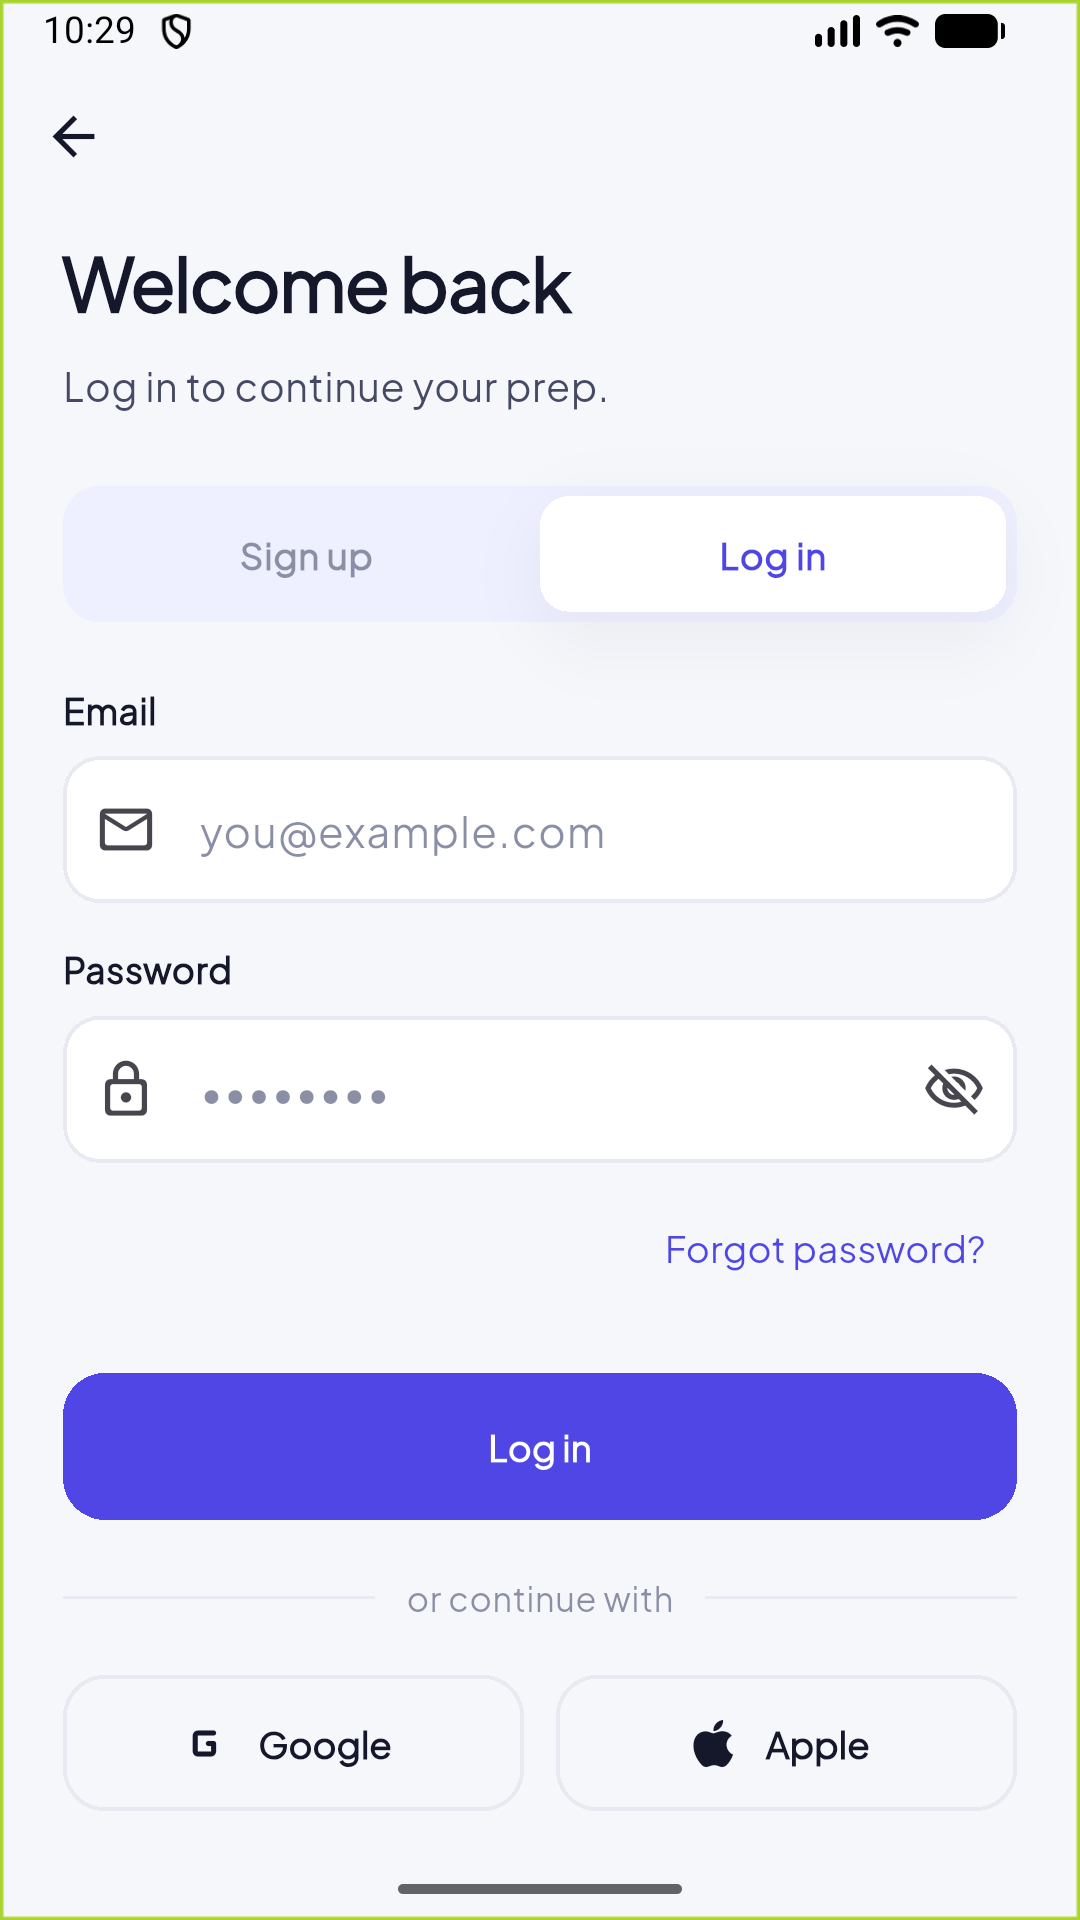 10:29
Welcome back
Log in to continue your prep.
Sign up
Log in
Email
you@example.com
Password
••••••••
Forgot password?
Log in
or continue with
G Google
Apple